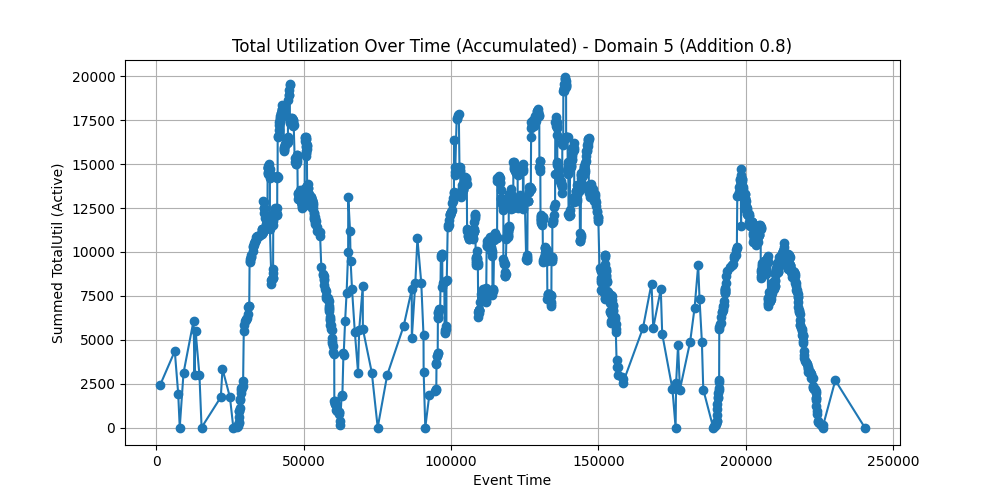 Total Utilization Over Time (Accumulated) - Domain 5 (Addition 0.8)
Summed TotalUtil (Active)
20000
17500
15000
12500
10000
7500
5000
2500
0
0 50000 100000 150000 200000 250000
Event Time